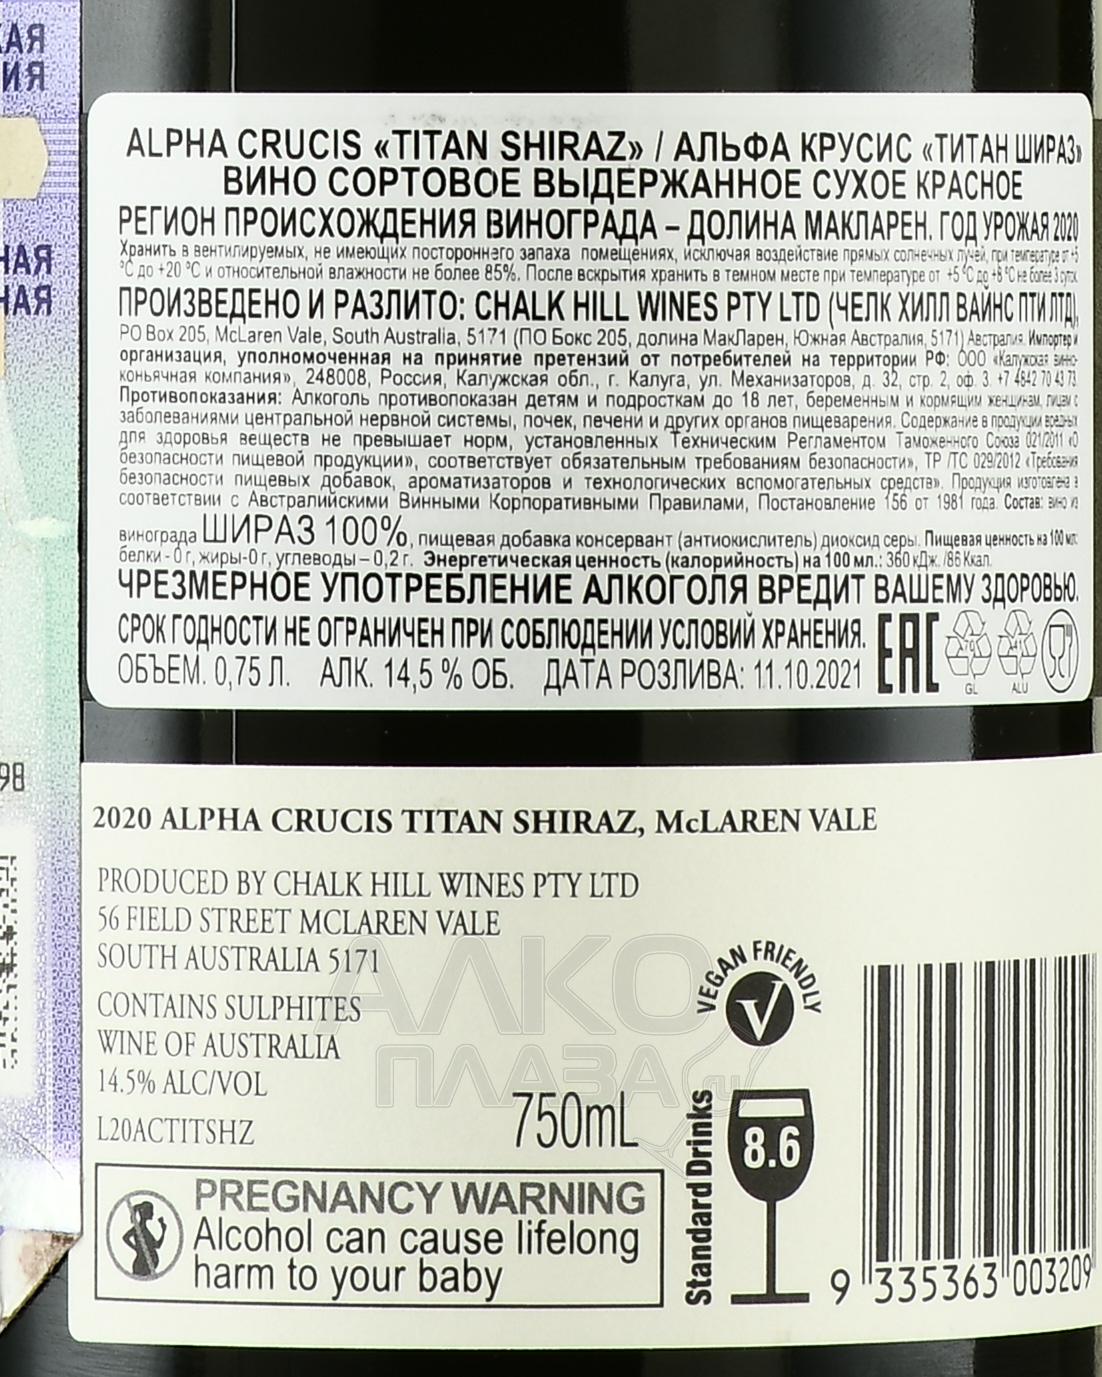 КАЯ
ИЯ
НАЯ
НАЯ
98
ALPHA CRUCIS «TITAN SHIRAZ» / АЛЬФА КРУСИС «ТИТАН ШИРАЗ»
ВИНО СОРТОВОЕ ВЫДЕРЖАННОЕ СУХОЕ КРАСНОЕ
РЕГИОН ПРОИСХОЖДЕНИЯ ВИНОГРАДА – ДОЛИНА МАКЛАРЕН. ГОД УРОЖАЯ 2020
Хранить в вентилируемых, не имеющих постороннего запаха помещениях, исключая воздействие прямых солнечных лучей, при температуре от +5
°С до +20 °С и относительной влажности не более 85%. После вскрытия хранить в темном месте при температуре от +5 °С до +8 °С не более 3 суток.
ПРОИЗВЕДЕНО И РАЗЛИТО: CHALK HILL WINES PTY LTD (ЧЕЛК ХИЛЛ ВАЙНС ПТИ ЛТД),
PO Box 205, McLaren Vale, South Australia, 5171 (ПО Бокс 205, долина МакЛарен, Южная Австралия, 5171) Австралия. Импортер и
организация, уполномоченная на принятие претензий от потребителей на территории РФ: ООО «Калужская винно-
коньячная компания», 248008, Россия, Калужская обл., г. Калуга, ул. Механизаторов, д. 32, стр. 2, оф. 3. +7 4842 70 43 73.
Противопоказания: Алкоголь противопоказан детям и подросткам до 18 лет, беременным и кормящим женщинам, лицам с
заболеваниями центральной нервной системы, почек, печени и других органов пищеварения. Содержание в продукции вредных
для здоровья веществ не превышает норм, установленных Техническим Регламентом Таможенного Союза 021/2011 «О
безопасности пищевой продукции», соответствует обязательным требованиям безопасности», ТР /ТС 029/2012 «Требования
безопасности пищевых добавок, ароматизаторов и технологических вспомогательных средств». Продукция изготовлена в
соответствии с Австралийскими Винными Корпоративными Правилами, Постановление 156 от 1981 года. Состав: вино из
винограда ШИРАЗ 100%, пищевая добавка консервант (антиокислитель) диоксид серы. Пищевая ценность на 100 мл:
белки - 0 г, жиры-0 г, углеводы – 0,2 г. Энергетическая ценность (калорийность) на 100 мл.: 360 кДж. /86 Ккал.
ЧРЕЗМЕРНОЕ УПОТРЕБЛЕНИЕ АЛКОГОЛЯ ВРЕДИТ ВАШЕМУ ЗДОРОВЬЮ.
СРОК ГОДНОСТИ НЕ ОГРАНИЧЕН ПРИ СОБЛЮДЕНИИ УСЛОВИЙ ХРАНЕНИЯ.
ОБЪЕМ. 0,75 Л. АЛК. 14,5 % ОБ. ДАТА РОЗЛИВА: 11.10.2021
EAC
GL
ALU
2020 ALPHA CRUCIS TITAN SHIRAZ, McLAREN VALE
PRODUCED BY CHALK HILL WINES PTY LTD
56 FIELD STREET MCLAREN VALE
SOUTH AUSTRALIA 5171
CONTAINS SULPHITES
WINE OF AUSTRALIA
14.5% ALC/VOL
L20ACTITSHZ
750mL
АЛКО
ПЛАЗА.ru
VEGAN FRIENDLY
V
Standard Drinks
8.6
PREGNANCY WARNING
Alcohol can cause lifelong
harm to your baby
9 335363 003209